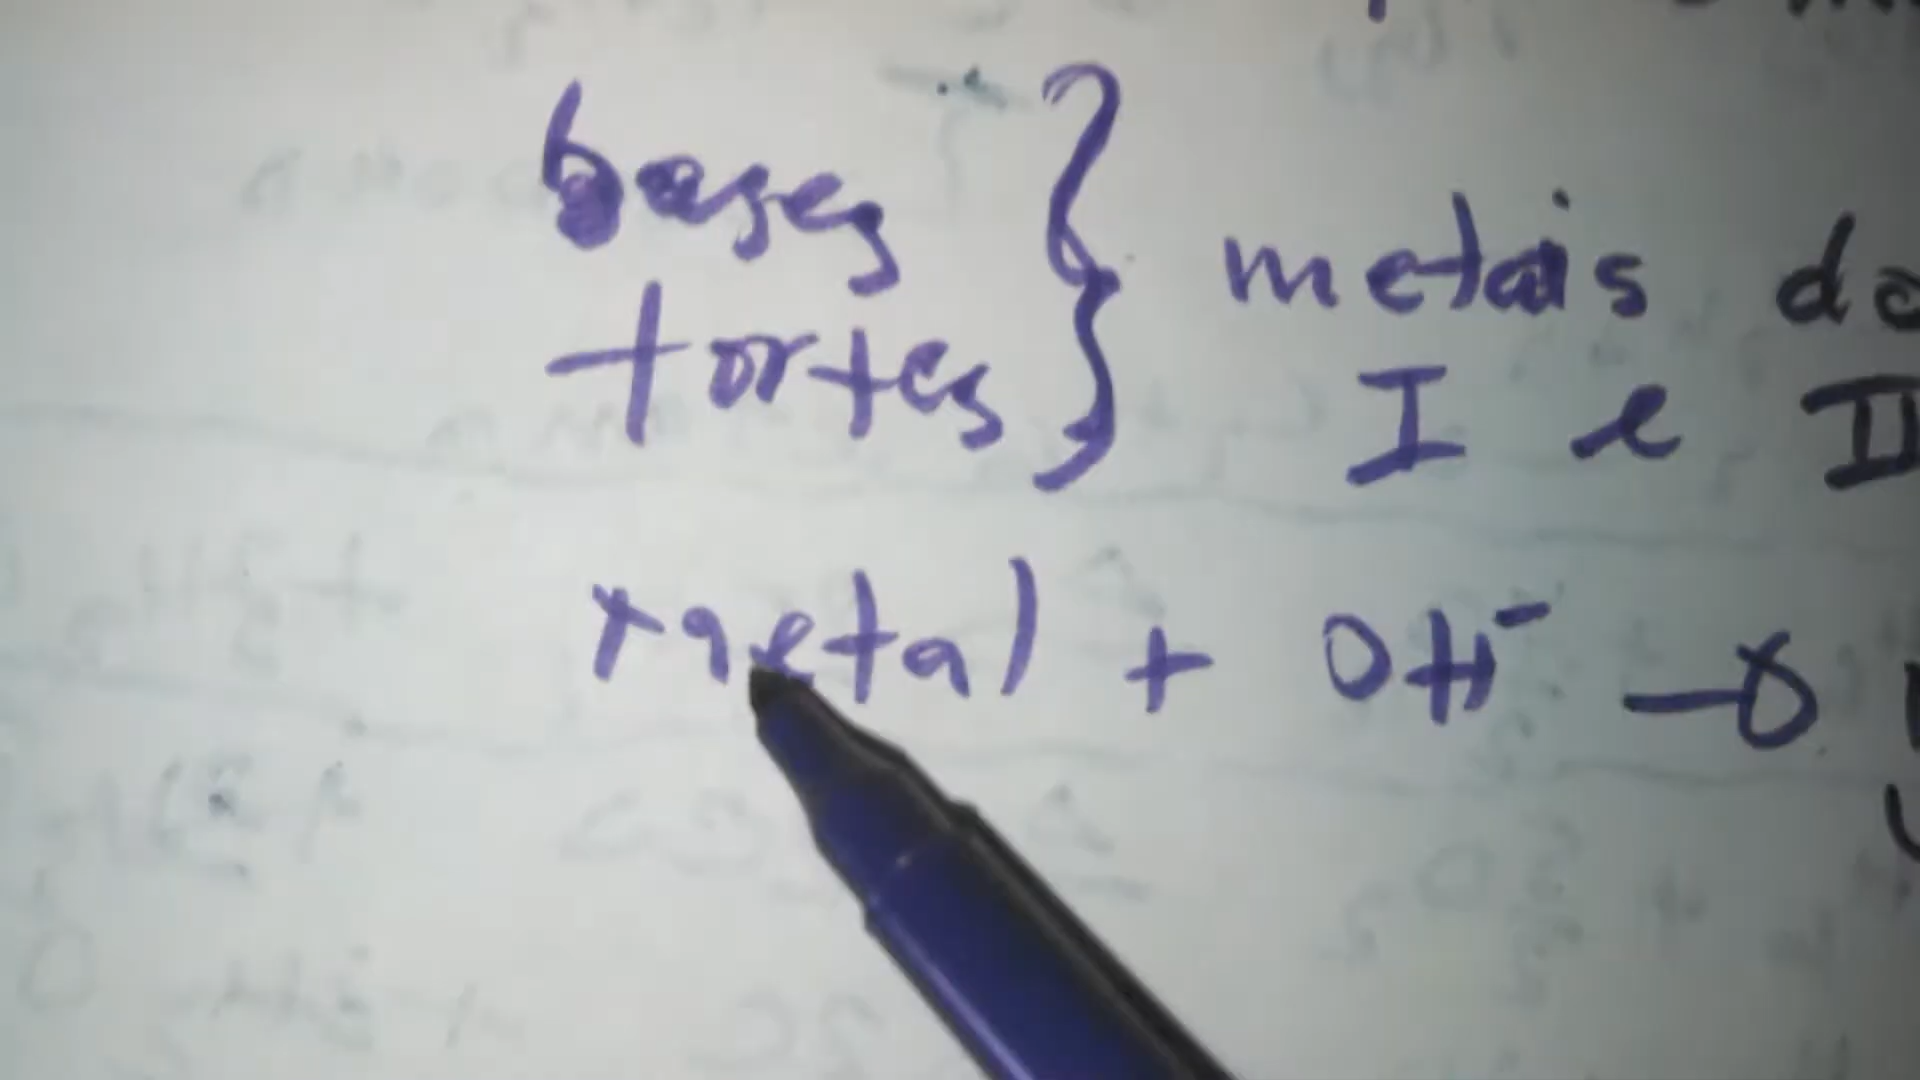 bases } metais do
fortes I e II
metal + OH⁻ →